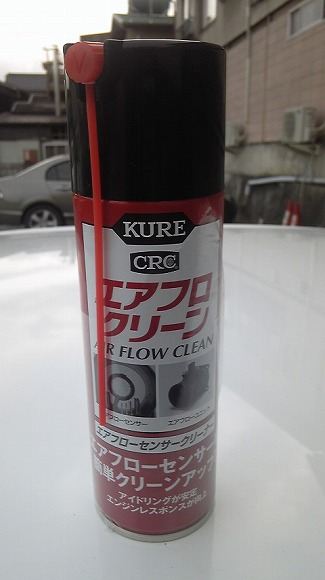 KURE
CRC
エアフロ
クリーン
AIR FLOW CLEAN
エアフローセンサークリーナー
エアフローセンサー
簡単クリーンアップ
アイドリングが安定
エンジンレスポンスが向上